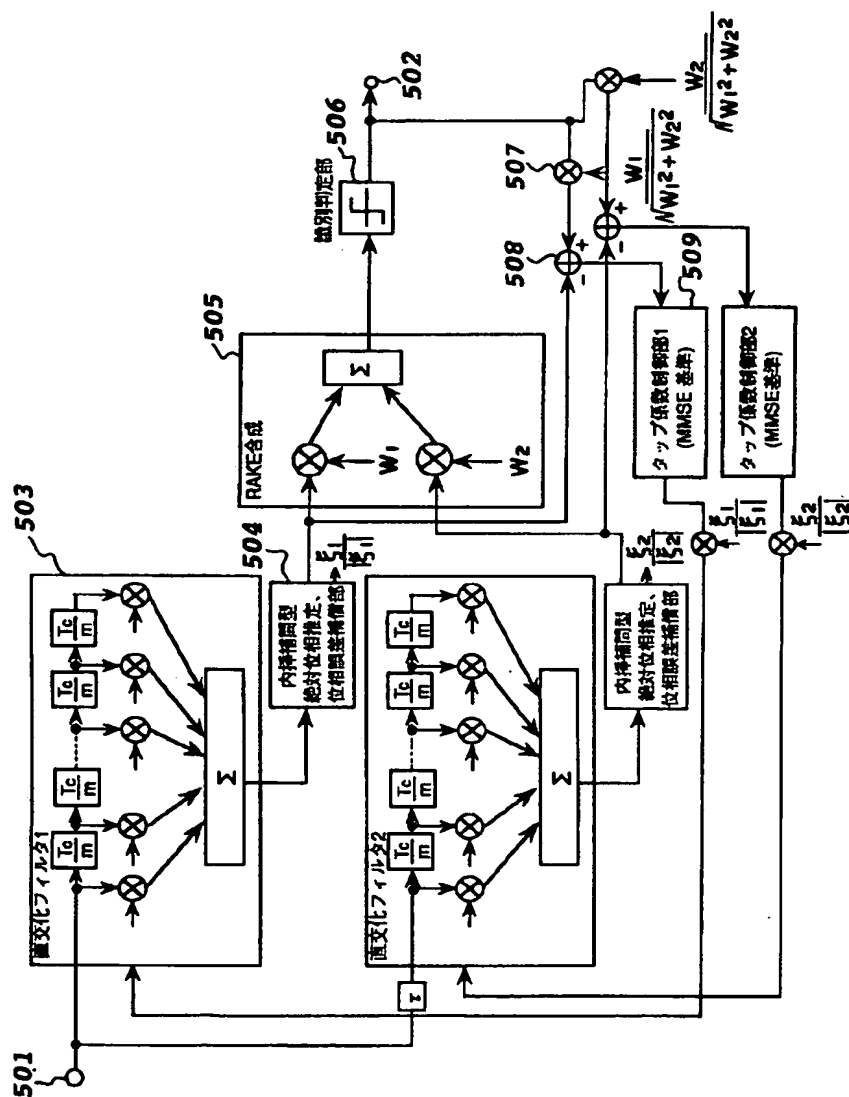 501
直交化フィルタ1
503
Tc/m
Tc/m
Tc/m
Tc/m
Σ
504
内挿補間型
絶対位相推定、
位相誤差補償部
ξ1/|ξ1|
τ
直交化フィルタ2
Tc/m
Tc/m
Tc/m
Tc/m
Σ
内挿補間型
絶対位相推定、
位相誤差補償部
ξ2/|ξ2|
505
RAKE合成
W1
W2
Σ
識別判定部
506
502
507
W1/√W1²+W2²
W2/√W1²+W2²
508
+
-
+
-
509
タップ係数制御部1
(MMSE 基準)
タップ係数制御部2
(MMSE基準)
ξ1/|ξ1|
ξ2/|ξ2|